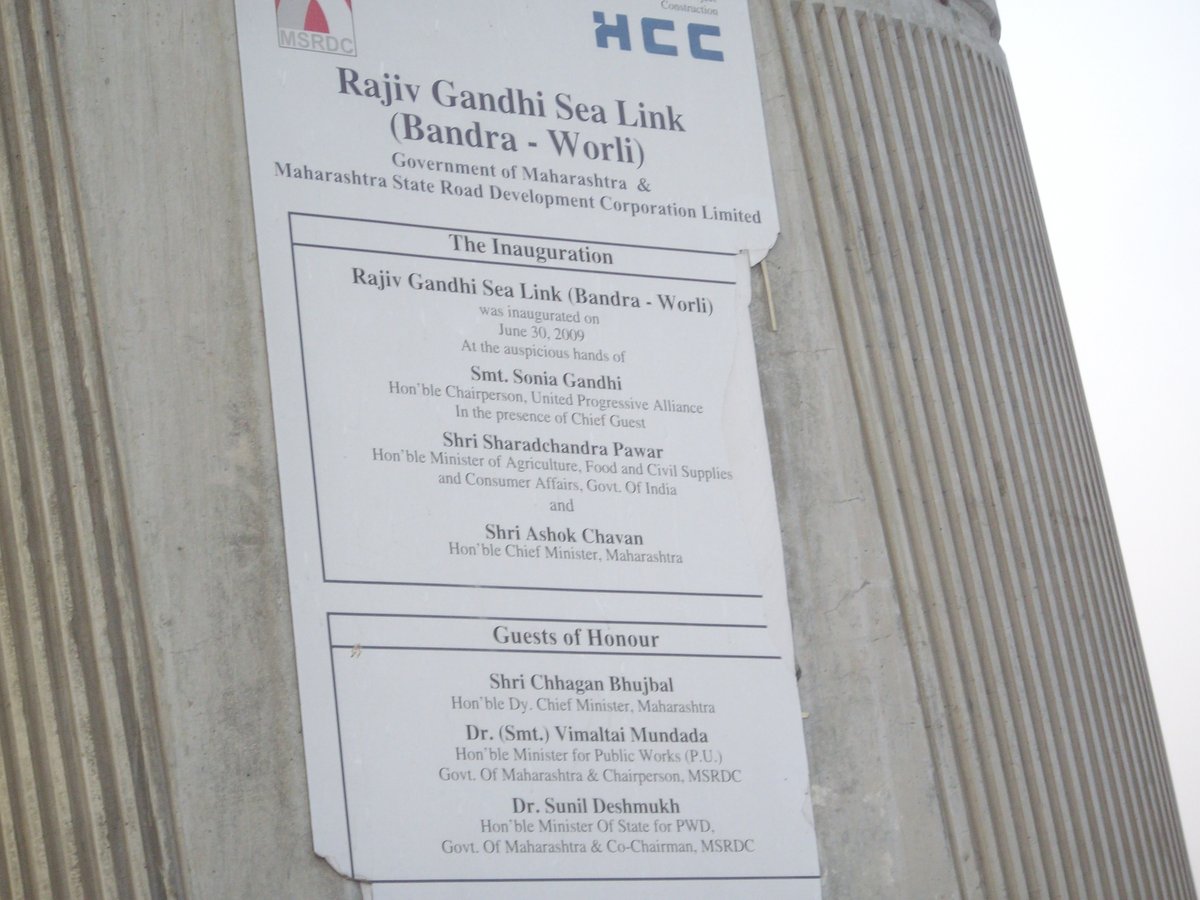 MSRDC
Construction
HCC
Rajiv Gandhi Sea Link
(Bandra - Worli)
Government of Maharashtra &
Maharashtra State Road Development Corporation Limited
The Inauguration
Rajiv Gandhi Sea Link (Bandra - Worli)
was inaugurated on
June 30, 2009
At the auspicious hands of
Smt. Sonia Gandhi
Hon'ble Chairperson, United Progressive Alliance
In the presence of Chief Guest
Shri Sharadchandra Pawar
Hon'ble Minister of Agriculture, Food and Civil Supplies
and Consumer Affairs, Govt. Of India
and
Shri Ashok Chavan
Hon'ble Chief Minister, Maharashtra
Guests of Honour
Shri Chhagan Bhujbal
Hon'ble Dy. Chief Minister, Maharashtra
Dr. (Smt.) Vimaltai Mundada
Hon'ble Minister for Public Works (P.U.)
Govt. Of Maharashtra & Chairperson, MSRDC
Dr. Sunil Deshmukh
Hon'ble Minister Of State for PWD,
Govt. Of Maharashtra & Co-Chairman, MSRDC